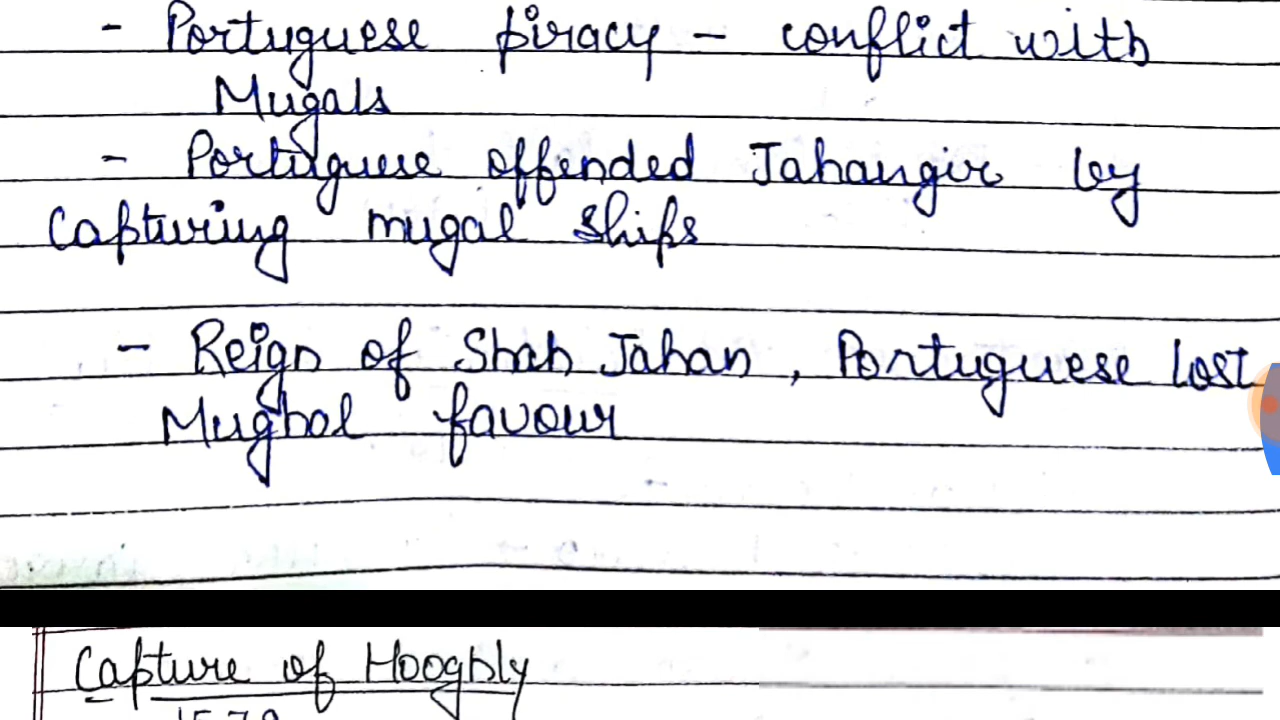 - Portuguese piracy - conflict with
Mugals
- Portuguese offended Jahangir by
Capturing mugal ships
- Reign of Shah Jahan, Portuguese lost
Mughal favour
Capture of Hooghly